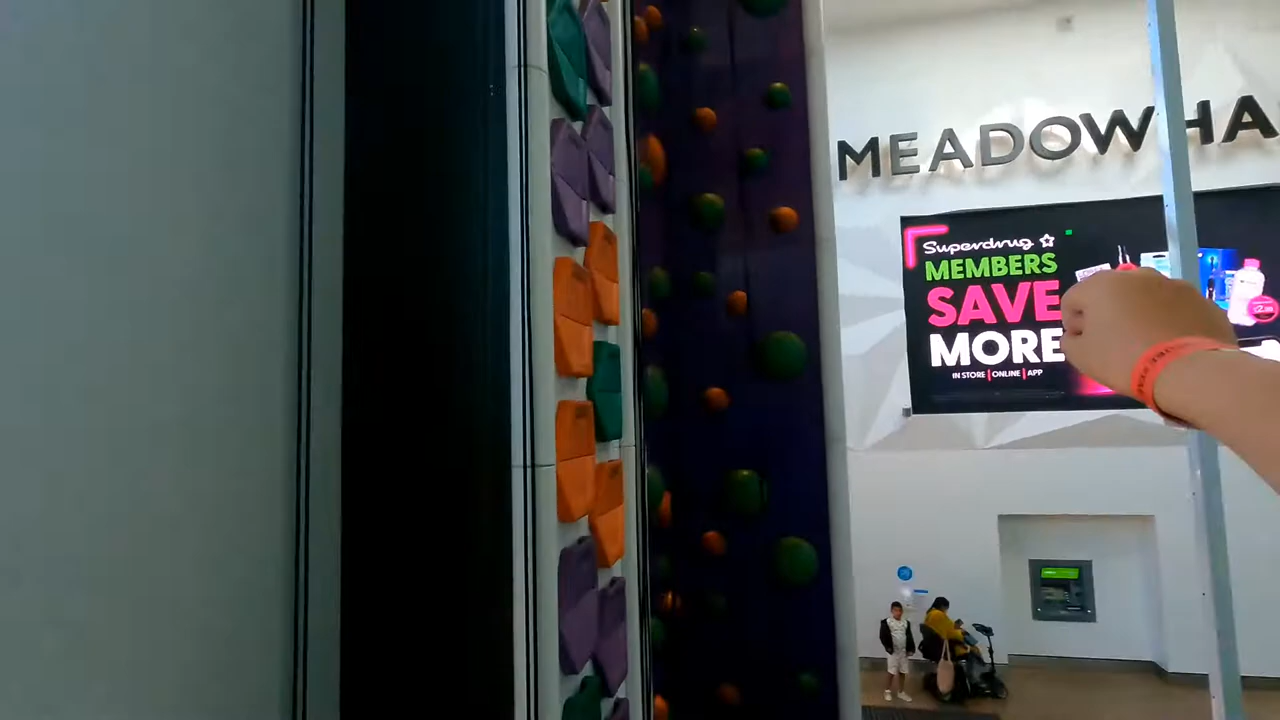 MEADOWHA
Superdrug
MEMBERS
SAVE
MORE
IN STORE | ONLINE | APP